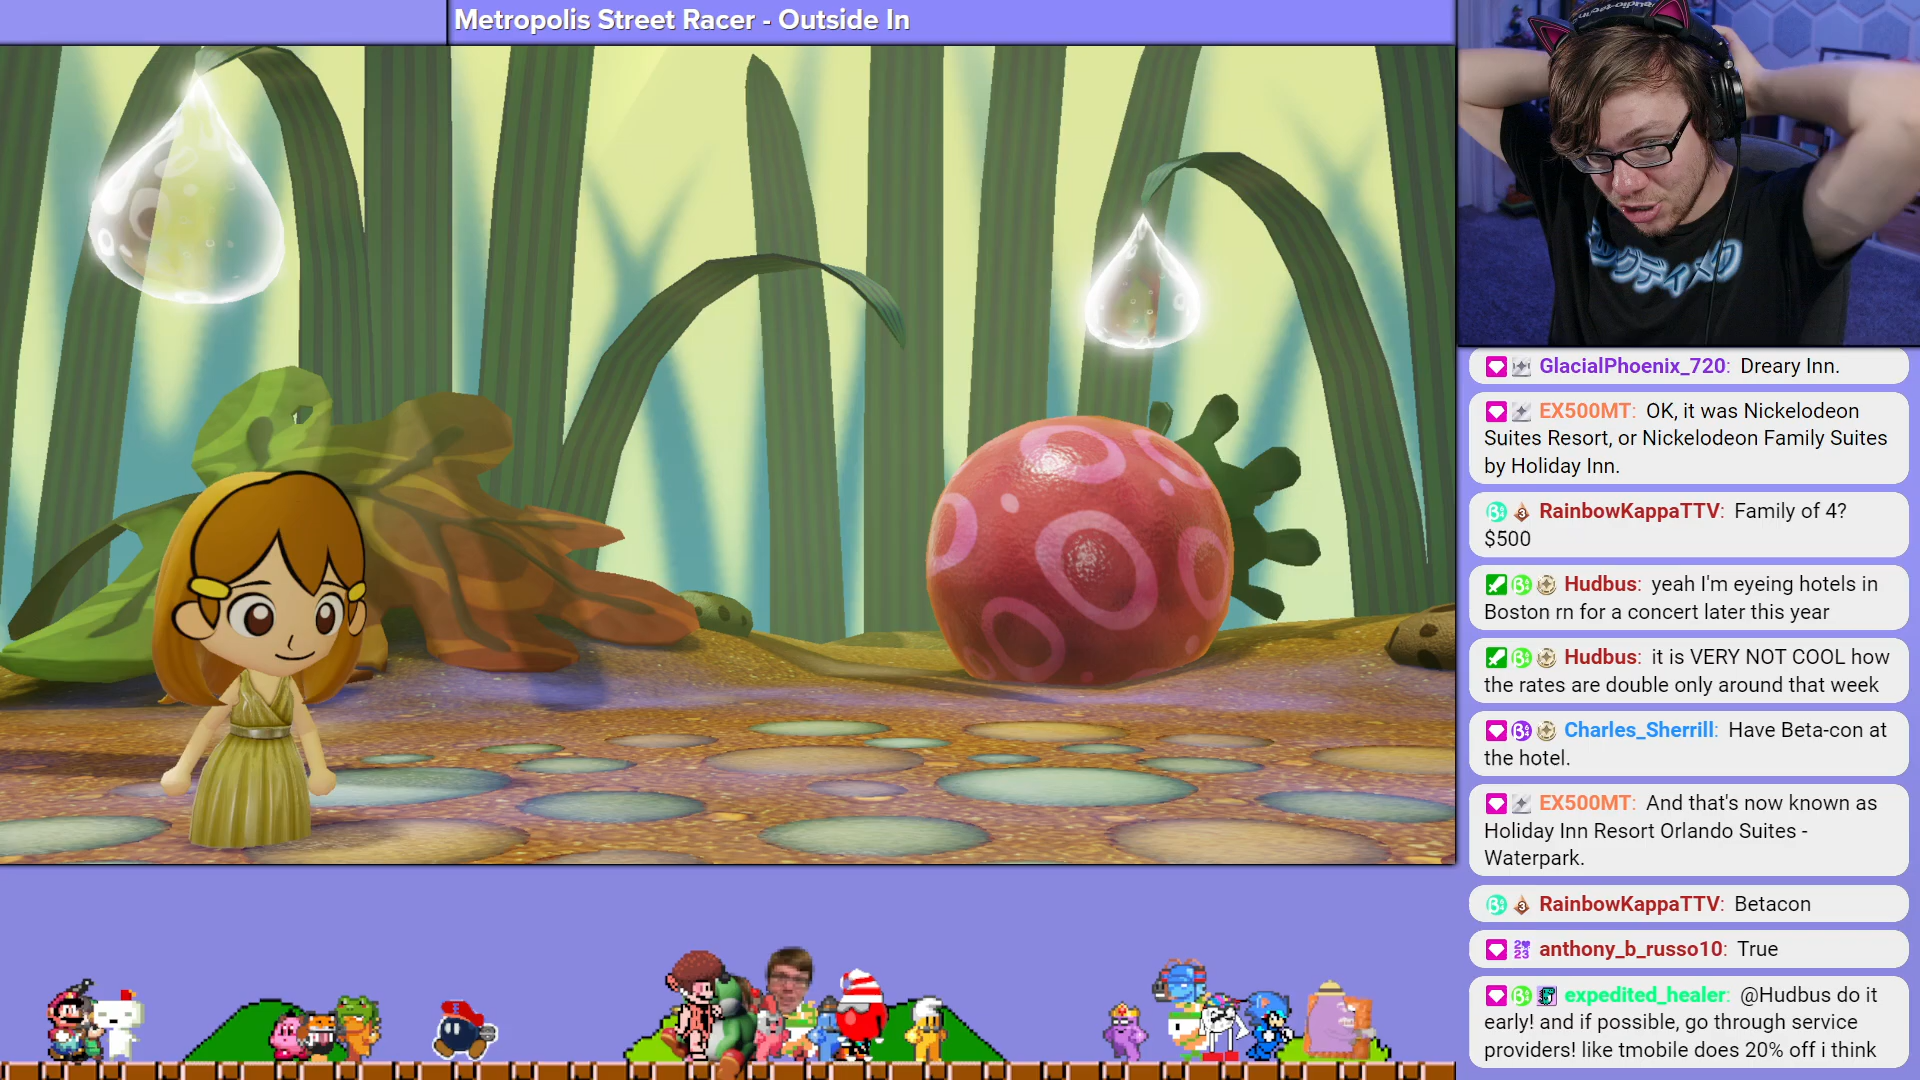 Metropolis Street Racer - Outside In
GlacialPhoenix_720: Dreary Inn.
EX500MT: OK, it was Nickelodeon
Suites Resort, or Nickelodeon Family Suites
by Holiday Inn.
RainbowKappaTTV: Family of 4?
$500
Hudbus: yeah I'm eyeing hotels in
Boston rn for a concert later this year
Hudbus: it is VERY NOT COOL how
the rates are double only around that week
Charles_Sherrill: Have Beta-con at
the hotel.
EX500MT: And that's now known as
Holiday Inn Resort Orlando Suites -
Waterpark.
RainbowKappaTTV: Betacon
anthony_b_russo10: True
expedited_healer: @Hudbus do it
early! and if possible, go through service
providers! like tmobile does 20% off i think